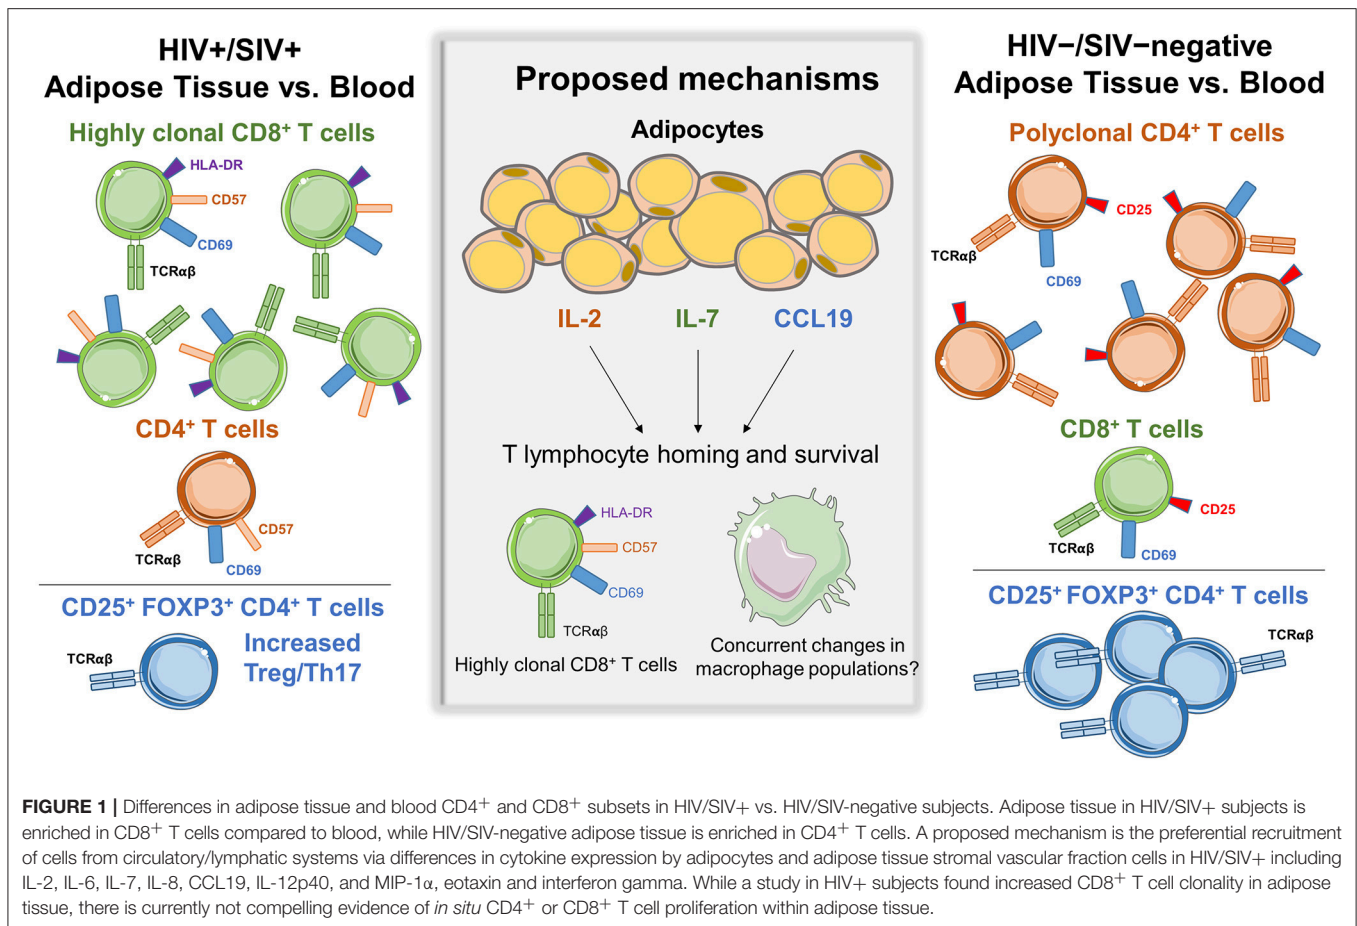 HIV+/SIV+
Adipose Tissue vs. Blood
Highly clonal CD8⁺ T cells
HLA-DR
CD57
CD69
TCRαβ
CD4⁺ T cells
CD57
TCRαβ
CD69
CD25⁺ FOXP3⁺ CD4⁺ T cells
TCRαβ
Increased
Treg/Th17
Proposed mechanisms
Adipocytes
IL-2
IL-7
CCL19
T lymphocyte homing and survival
HLA-DR
CD57
CD69
TCRαβ
Highly clonal CD8⁺ T cells
Concurrent changes in
macrophage populations?
HIV−/SIV−negative
Adipose Tissue vs. Blood
Polyclonal CD4⁺ T cells
CD25
TCRαβ
CD69
CD8⁺ T cells
CD25
TCRαβ
CD69
CD25⁺ FOXP3⁺ CD4⁺ T cells
TCRαβ
FIGURE 1 | Differences in adipose tissue and blood CD4⁺ and CD8⁺ subsets in HIV/SIV+ vs. HIV/SIV-negative subjects. Adipose tissue in HIV/SIV+ subjects is
enriched in CD8⁺ T cells compared to blood, while HIV/SIV-negative adipose tissue is enriched in CD4⁺ T cells. A proposed mechanism is the preferential recruitment
of cells from circulatory/lymphatic systems via differences in cytokine expression by adipocytes and adipose tissue stromal vascular fraction cells in HIV/SIV+ including
IL-2, IL-6, IL-7, IL-8, CCL19, IL-12p40, and MIP-1α, eotaxin and interferon gamma. While a study in HIV+ subjects found increased CD8⁺ T cell clonality in adipose
tissue, there is currently not compelling evidence of in situ CD4⁺ or CD8⁺ T cell proliferation within adipose tissue.